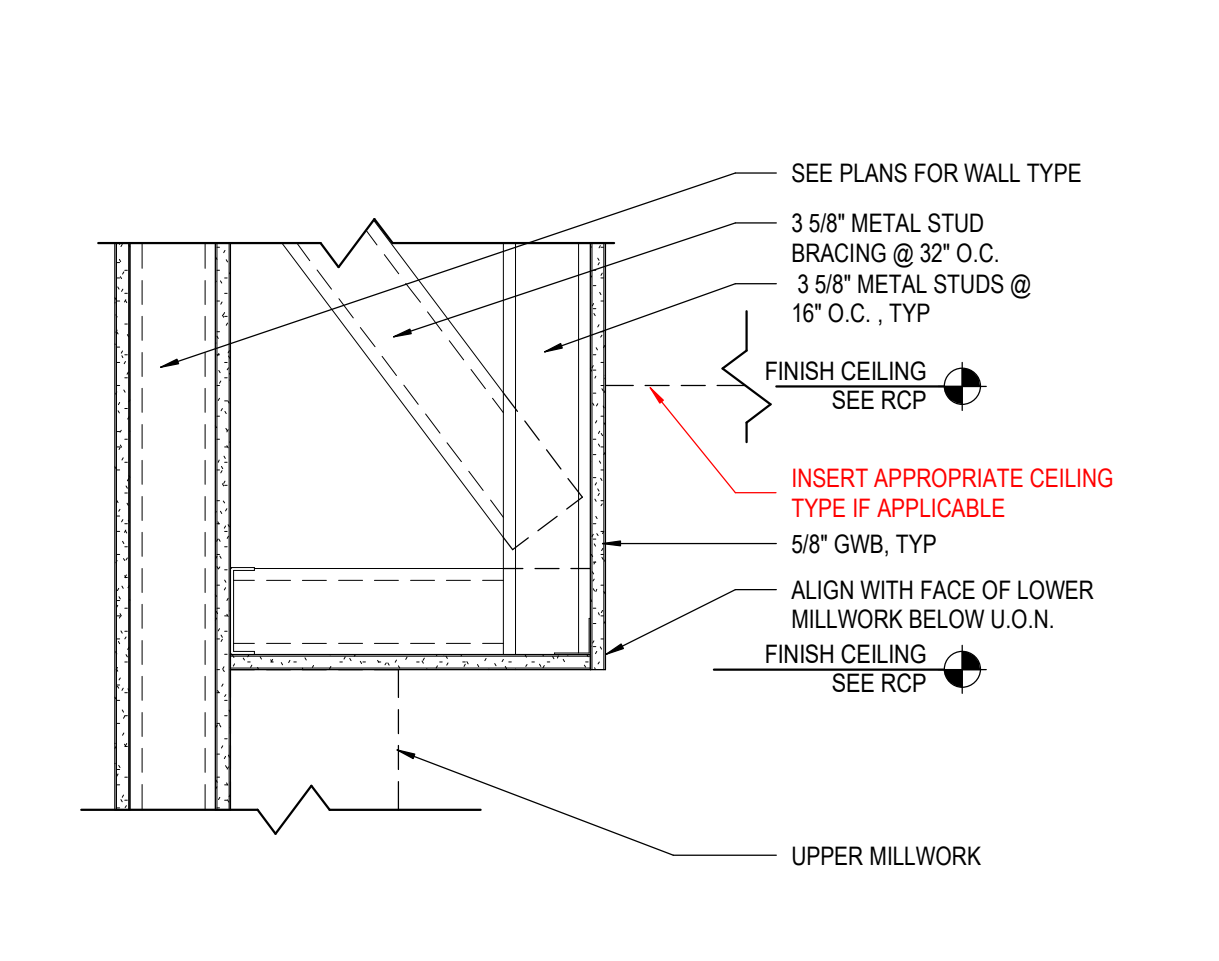 SEE PLANS FOR WALL TYPE
3 5/8" METAL STUD
BRACING @ 32" O.C.
3 5/8" METAL STUDS @
16" O.C. , TYP
FINISH CEILING
SEE RCP
INSERT APPROPRIATE CEILING
TYPE IF APPLICABLE
5/8" GWB, TYP
ALIGN WITH FACE OF LOWER
MILLWORK BELOW U.O.N.
FINISH CEILING
SEE RCP
UPPER MILLWORK